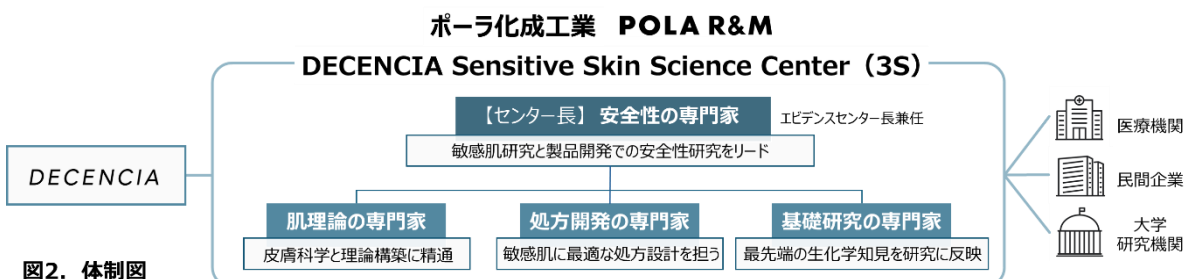 ポーラ化成工業 POLA R&M
DECENCIA Sensitive Skin Science Center（3S）
【センター長】安全性の専門家
エビデンスセンター長兼任
敏感肌研究と製品開発での安全性研究をリード
DECENCIA
肌理論の専門家
皮膚科学と理論構築に精通
処方開発の専門家
敏感肌に最適な処方設計を担う
基礎研究の専門家
最先端の生化学知見を研究に反映
医療機関
民間企業
大学
研究機関
図2．体制図